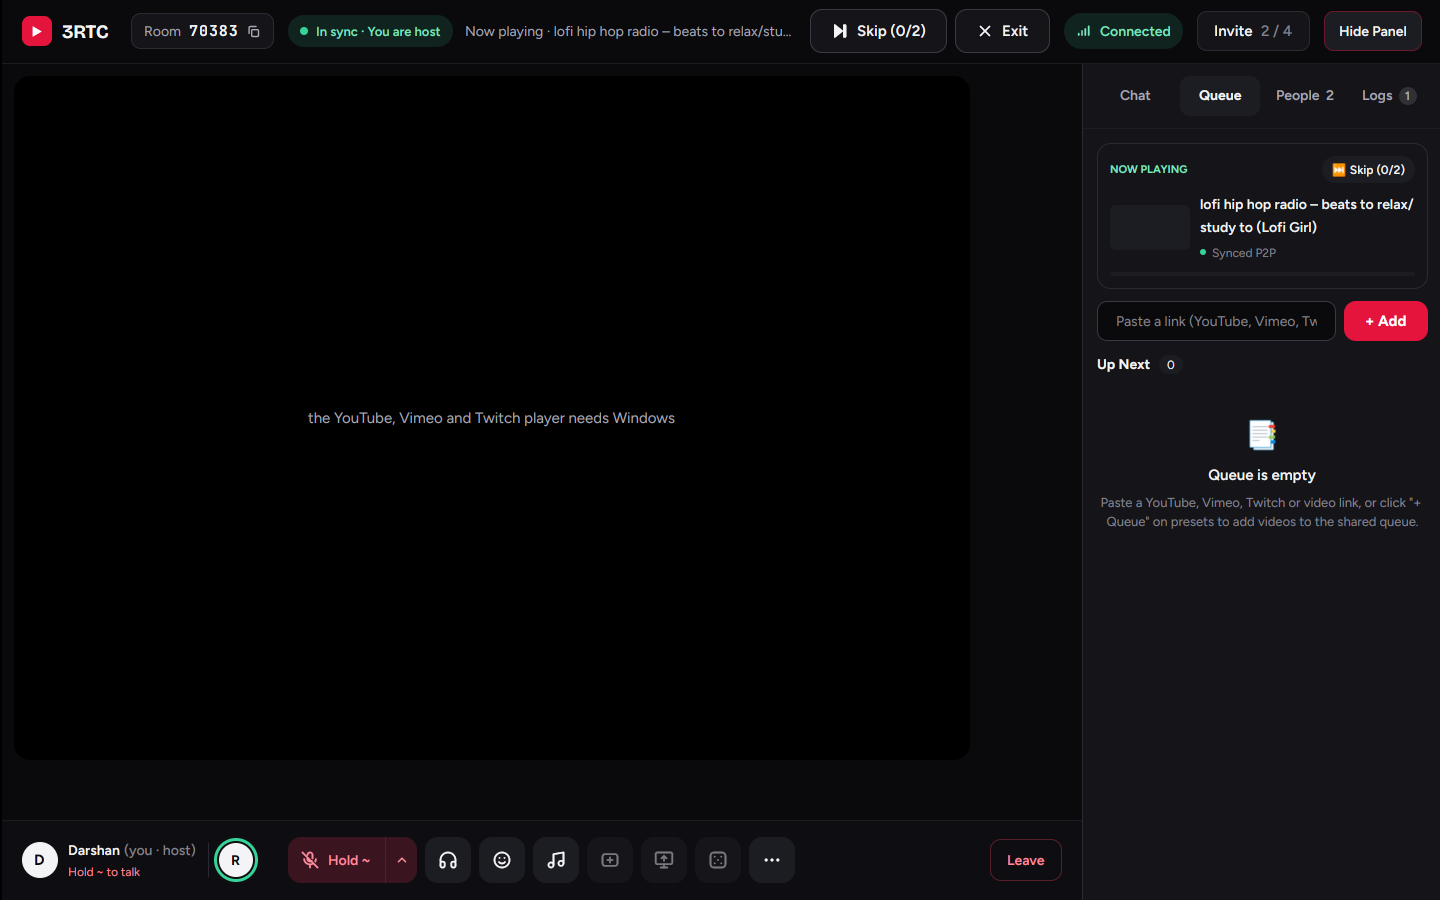 3RTC
Room 70383
In sync · You are host
Now playing · lofi hip hop radio – beats to relax/stu...
Skip (0/2)
Exit
Connected
Invite 2 / 4
Hide Panel
Chat
Queue
People 2
Logs 1
NOW PLAYING
Skip (0/2)
lofi hip hop radio – beats to relax/
study to (Lofi Girl)
Synced P2P
Paste a link (YouTube, Vimeo, Tw
+ Add
Up Next 0
the YouTube, Vimeo and Twitch player needs Windows
Queue is empty
Paste a YouTube, Vimeo, Twitch or video link, or click "+
Queue" on presets to add videos to the shared queue.
D
Darshan (you · host)
Hold ~ to talk
R
Hold ~
Leave